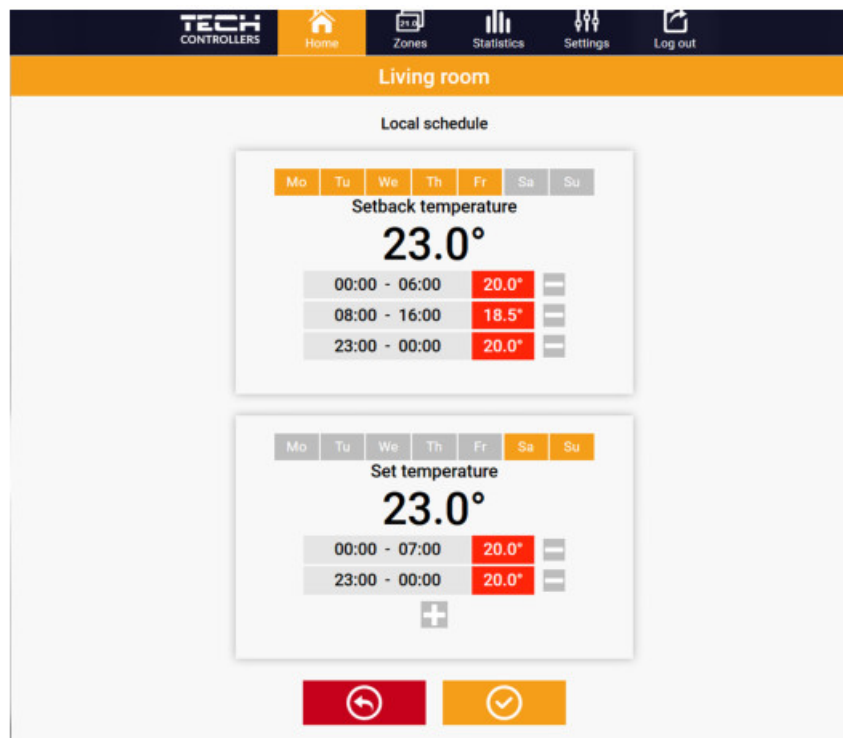 TECH
CONTROLLERS
Home
21.0
Zones
Statistics
Settings
Log out
Living room
Local schedule
Mo Tu We Th Fr Sa Su
Setback temperature
23.0°
00:00 - 06:00 20.0°
08:00 - 16:00 18.5°
23:00 - 00:00 20.0°
Mo Tu We Th Fr Sa Su
Set temperature
23.0°
00:00 - 07:00 20.0°
23:00 - 00:00 20.0°